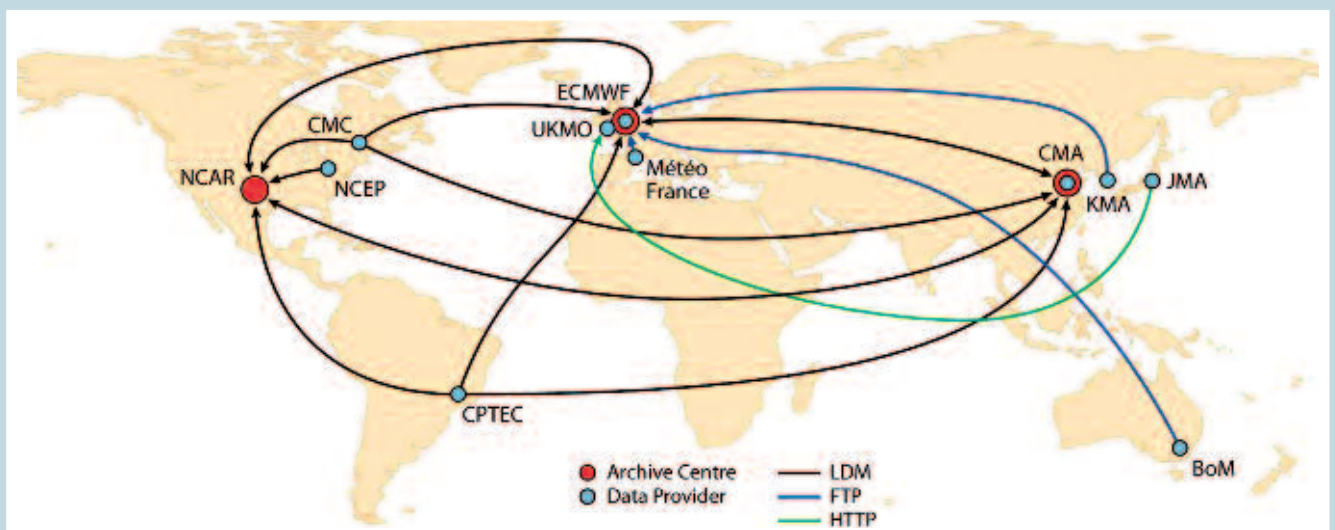 ECMWF
CMC
UKMO
NCAR
NCEP
Météo
France
CMA
KMA
JMA
CPTEC
BoM
Archive Centre
Data Provider
LDM
FTP
HTTP